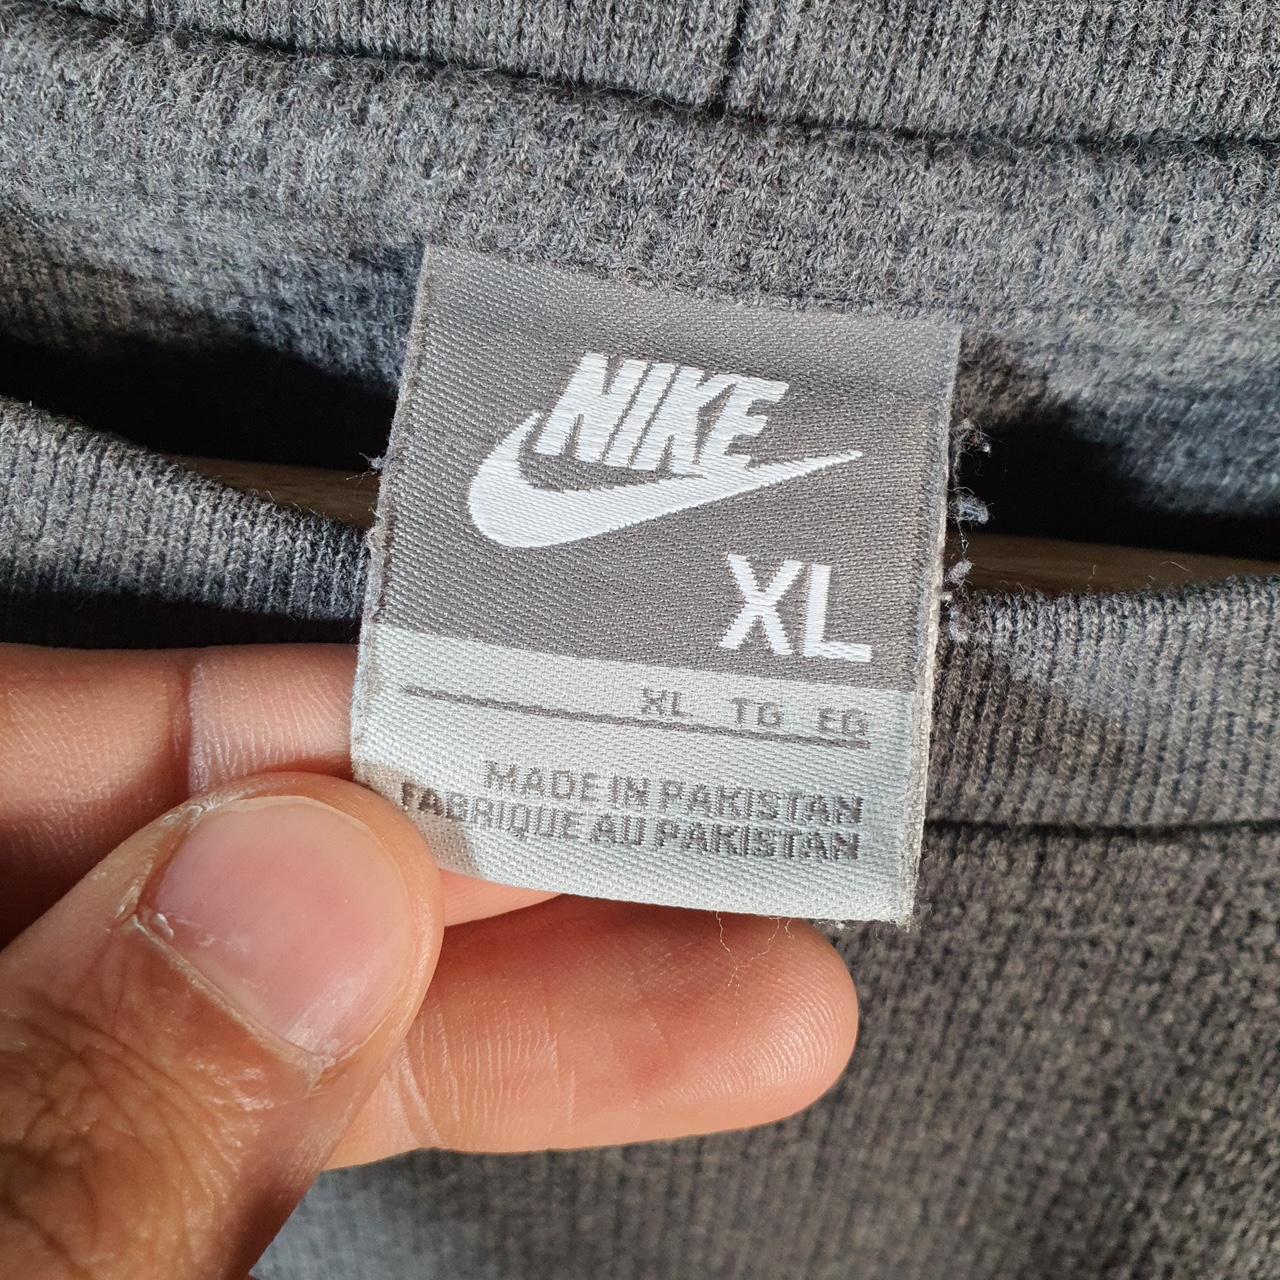 NIKE
XL
XL TG EG
MADE IN PAKISTAN
FABRIQUE AU PAKISTAN